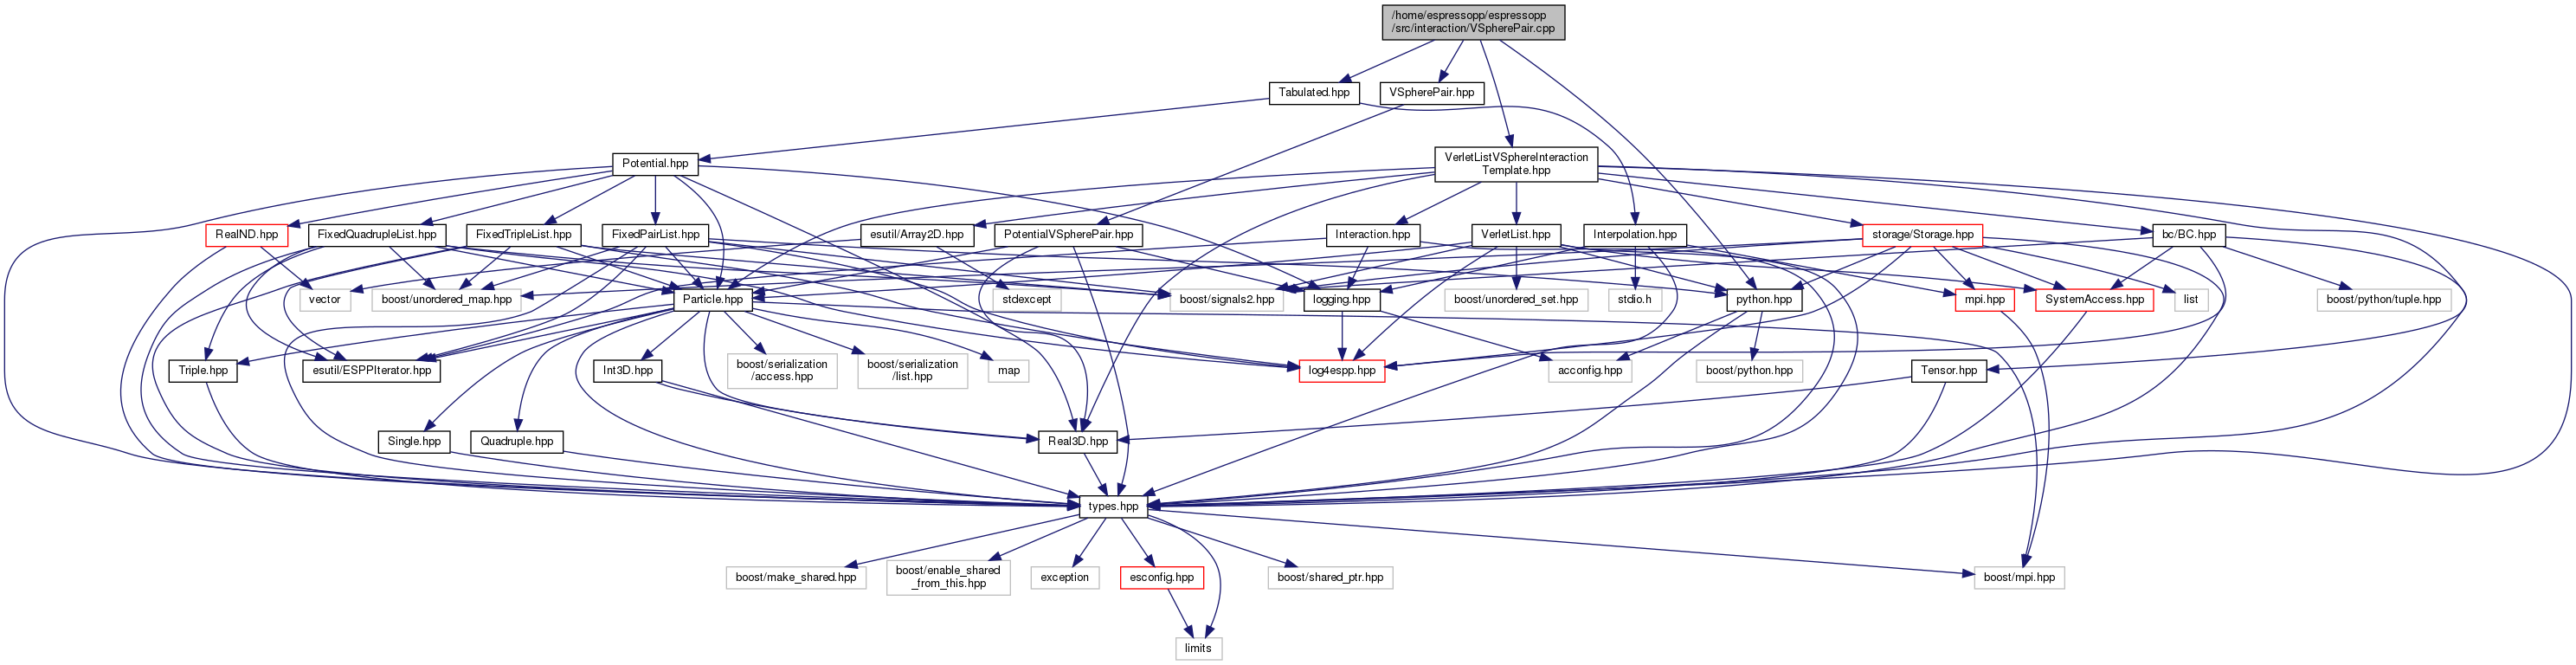 /home/espressopp/espressopp
/src/interaction/VSpherePair.cpp
Tabulated.hpp
VSpherePair.hpp
Potential.hpp
VerletListVSphereInteraction
Template.hpp
RealND.hpp
FixedQuadrupleList.hpp
FixedTripleList.hpp
FixedPairList.hpp
esutil/Array2D.hpp
PotentialVSpherePair.hpp
Interaction.hpp
VerletList.hpp
Interpolation.hpp
storage/Storage.hpp
bc/BC.hpp
vector
boost/unordered_map.hpp
Particle.hpp
stdexcept
boost/signals2.hpp
logging.hpp
boost/unordered_set.hpp
stdio.h
python.hpp
mpi.hpp
SystemAccess.hpp
list
boost/python/tuple.hpp
Triple.hpp
esutil/ESPPIterator.hpp
Int3D.hpp
boost/serialization
/access.hpp
boost/serialization
/list.hpp
map
log4espp.hpp
acconfig.hpp
boost/python.hpp
Tensor.hpp
Single.hpp
Quadruple.hpp
Real3D.hpp
types.hpp
boost/make_shared.hpp
boost/enable_shared
_from_this.hpp
exception
esconfig.hpp
boost/shared_ptr.hpp
boost/mpi.hpp
limits